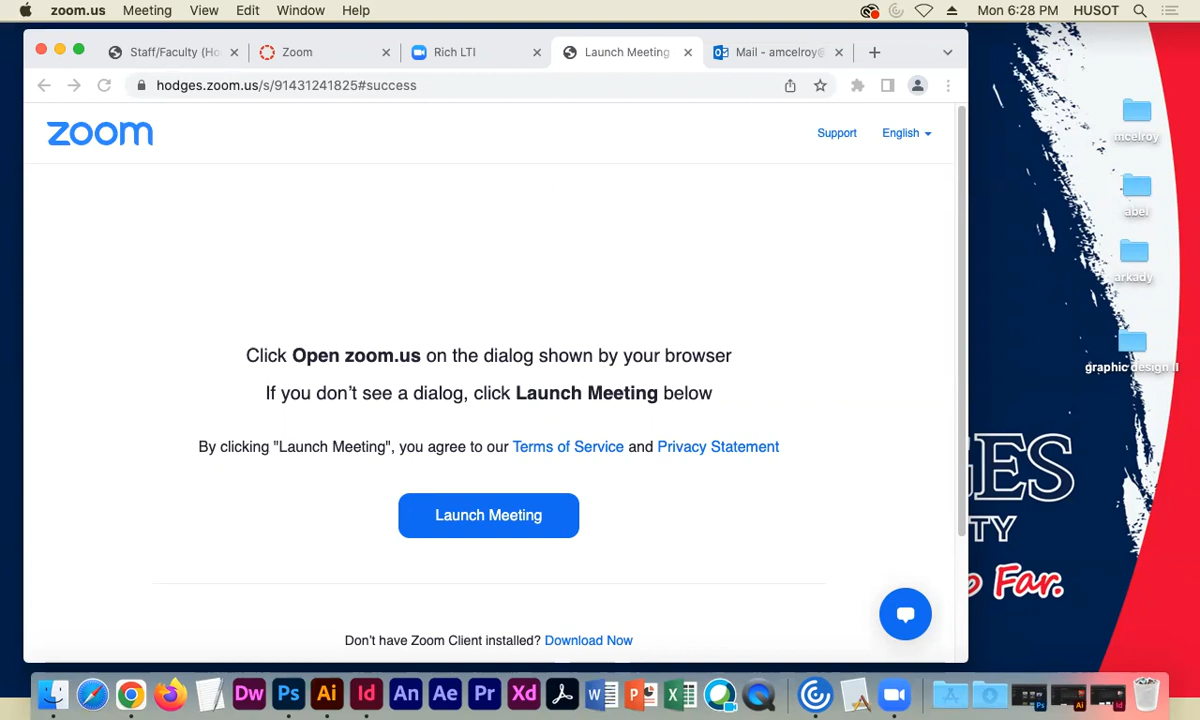 zoom.us Meeting View Edit Window Help Mon 6:28 PM HUSOT
Staff/Faculty (Ho Zoom Rich LTI Launch Meeting Mail - amcelroy@
hodges.zoom.us/s/91431241825#success
zoom Support English
mcelroy
abel
arkady
graphic design II
Click Open zoom.us on the dialog shown by your browser
If you don't see a dialog, click Launch Meeting below
By clicking "Launch Meeting", you agree to our Terms of Service and Privacy Statement
Launch Meeting
Don't have Zoom Client installed? Download Now
GES
TY
o Far.
Dw Ps Ai Id An Ae Pr Xd W P X